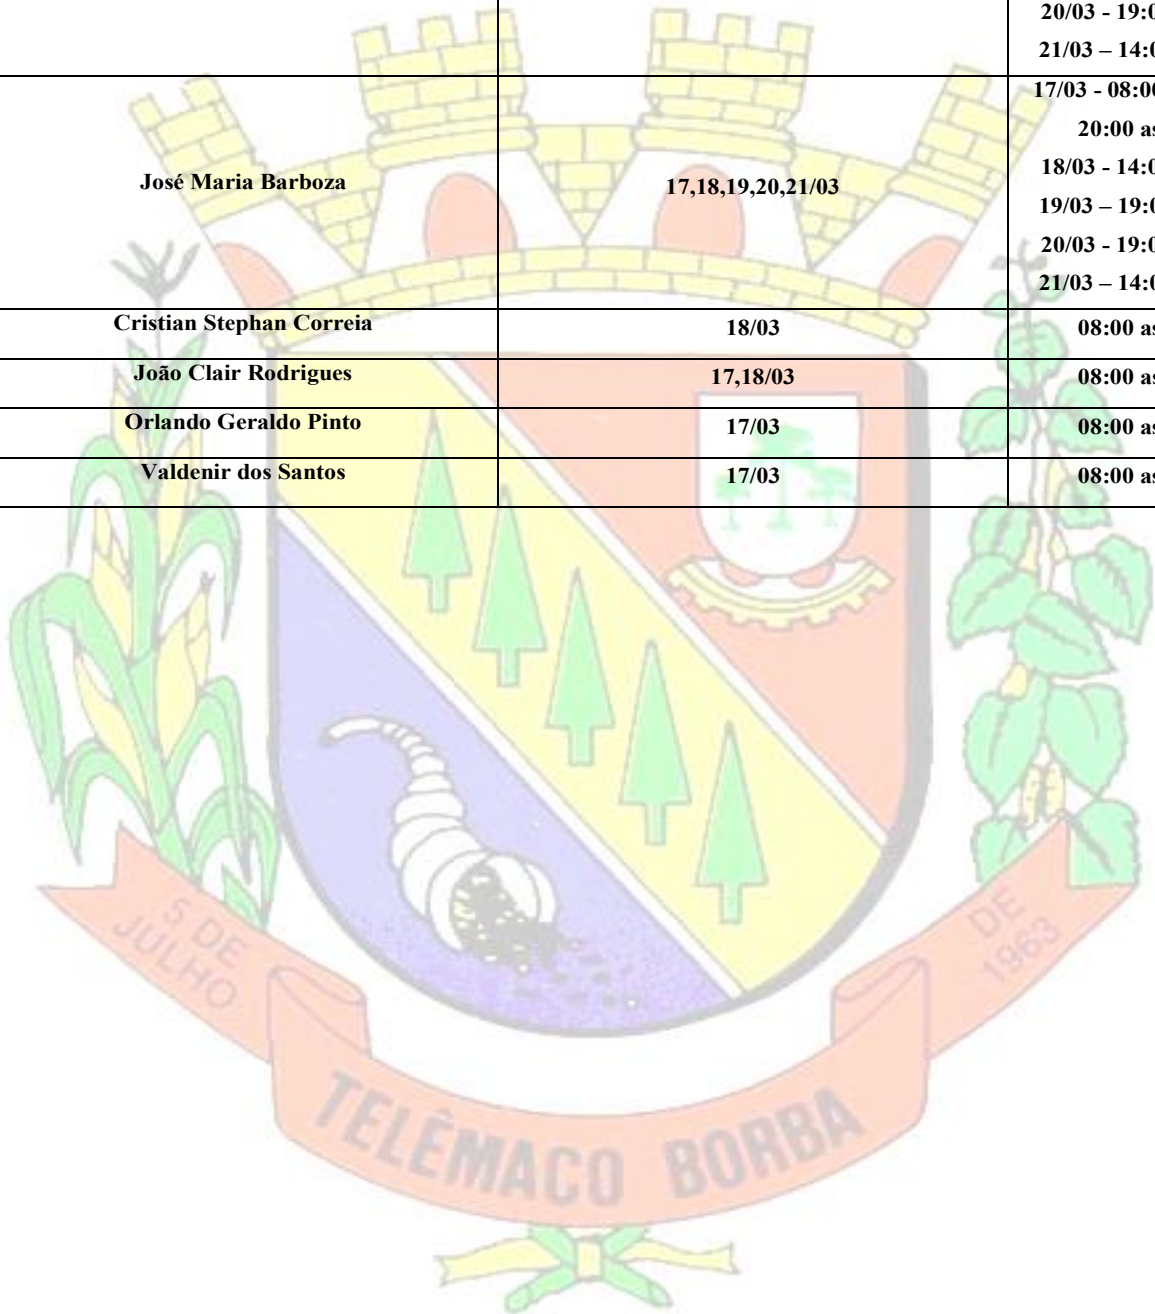 20/03 - 19:0
21/03 – 14:0
José Maria Barboza 17,18,19,20,21/03
17/03 - 08:00
20:00 as
18/03 - 14:0
19/03 – 19:0
20/03 - 19:0
21/03 – 14:0
Cristian Stephan Correia 18/03 08:00 as
João Clair Rodrigues 17,18/03 08:00 as
Orlando Geraldo Pinto 17/03 08:00 as
Valdenir dos Santos 17/03 08:00 as
5 DE
JULHO
DE
1963
TELÊMACO BORBA